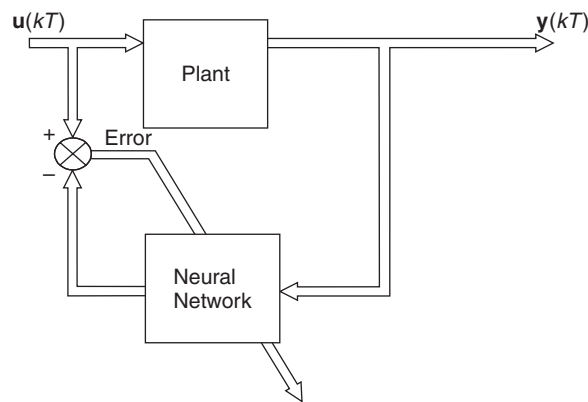 u(kT)
y(kT)
Plant
+
Error
−
Neural
Network